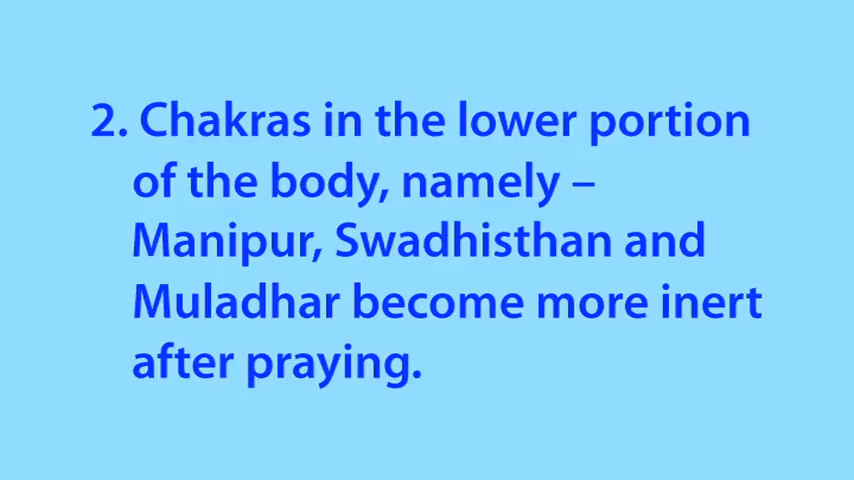 2. Chakras in the lower portion
of the body, namely –
Manipur, Swadhisthan and
Muladhar become more inert
after praying.